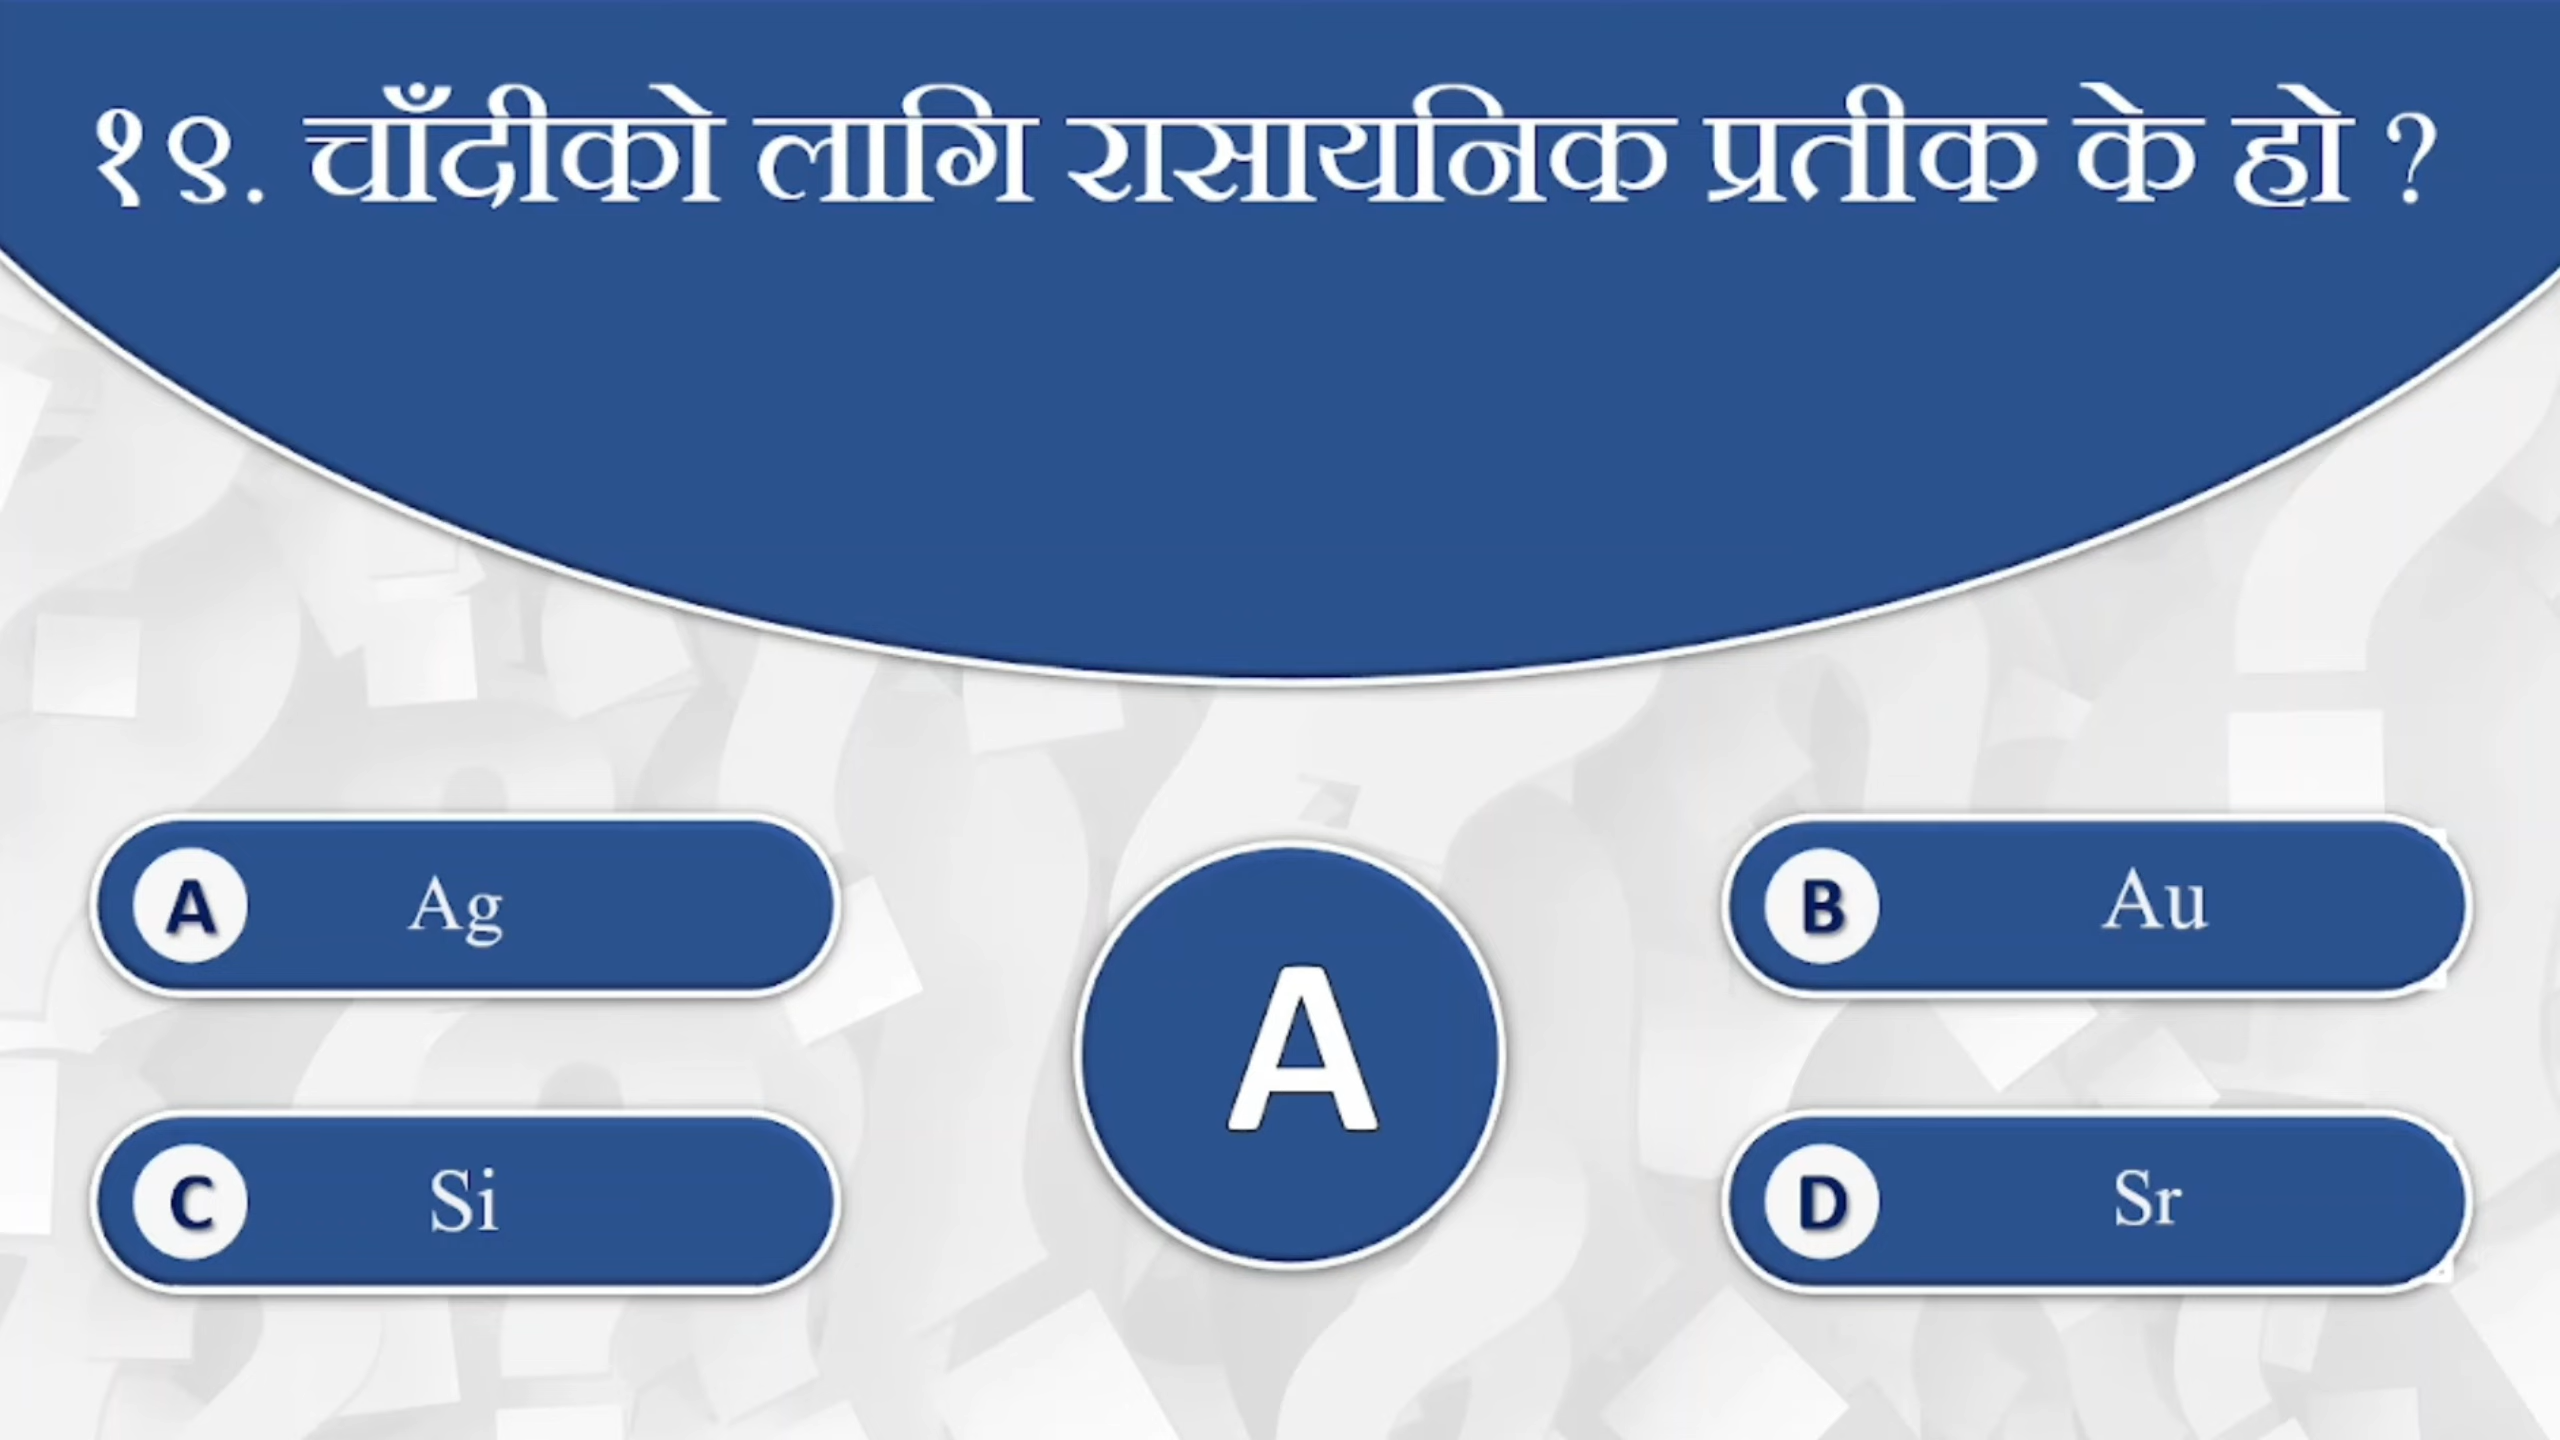 १९. चाँदीको लागि रासायनिक प्रतीक के हो ?
A Ag
B Au
A
C Si
D Sr